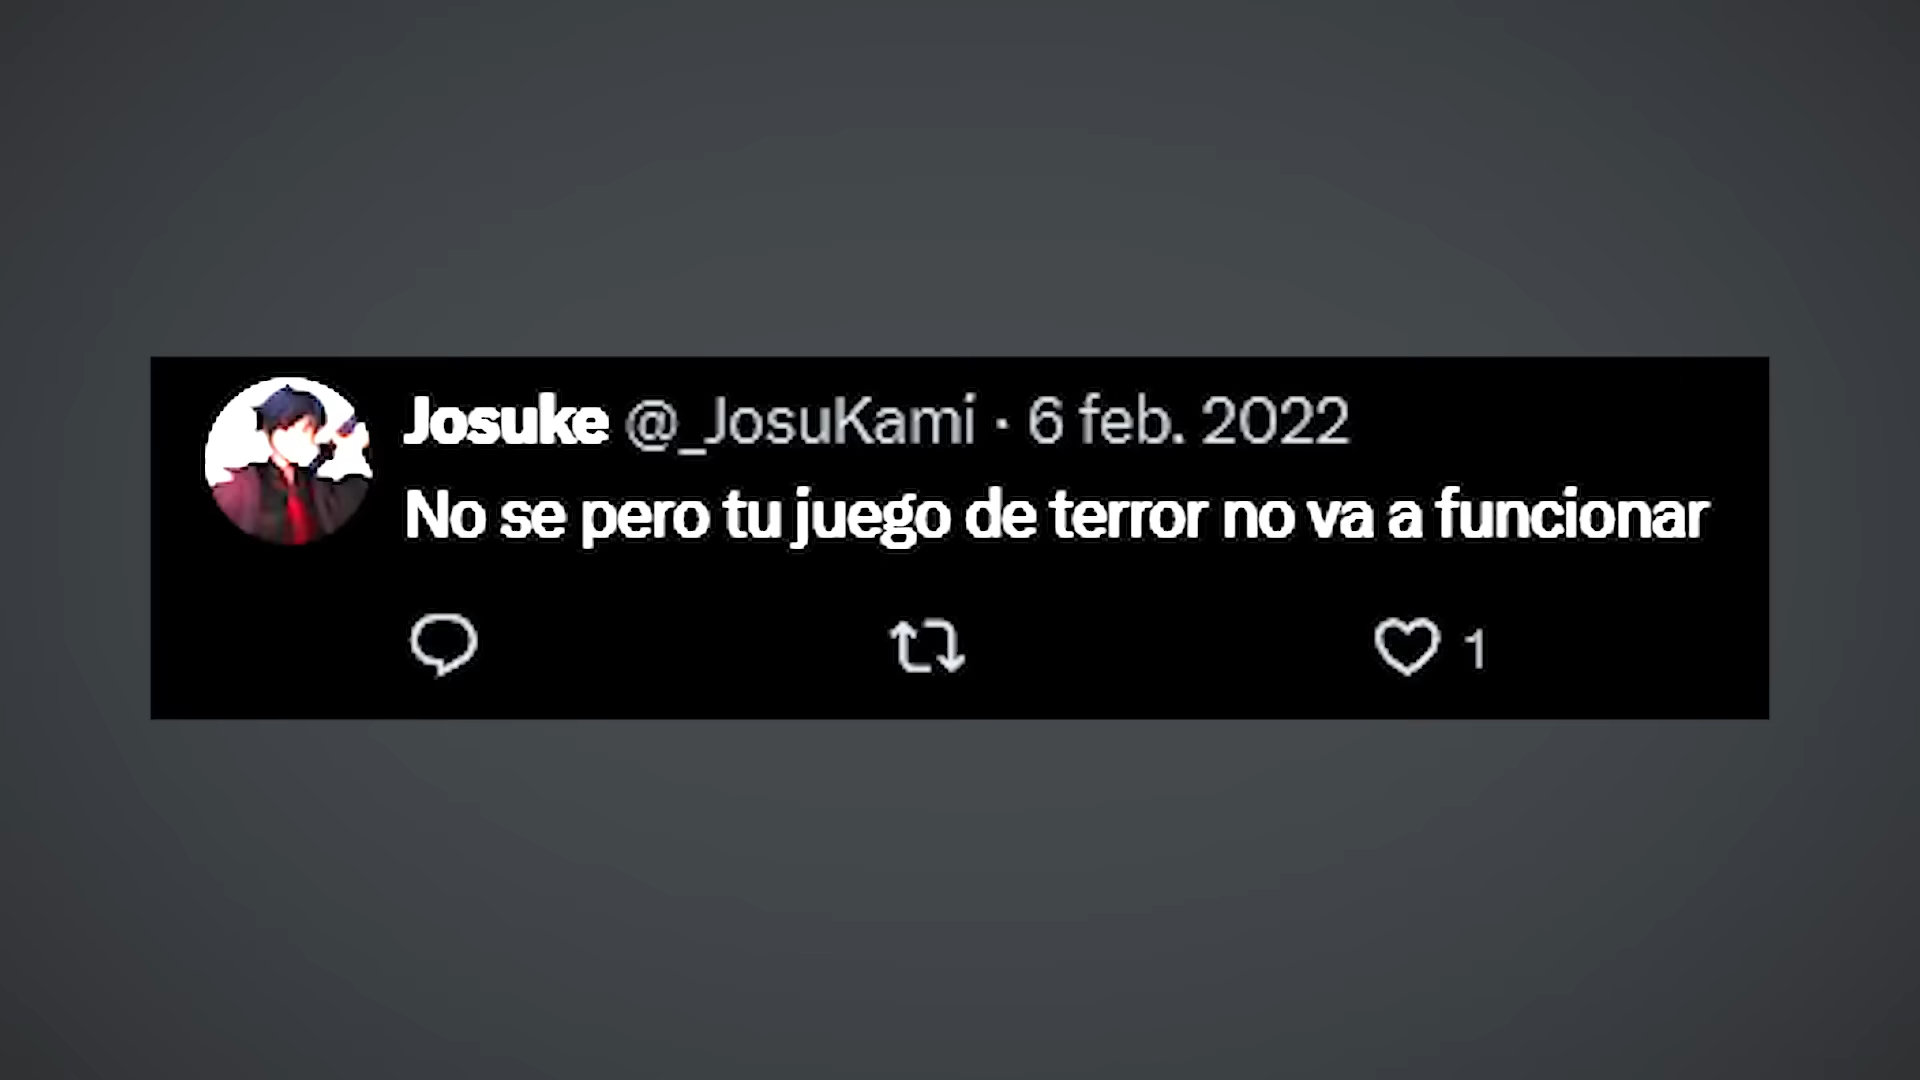 Josuke @_JosuKami · 6 feb. 2022
No se pero tu juego de terror no va a funcionar
1